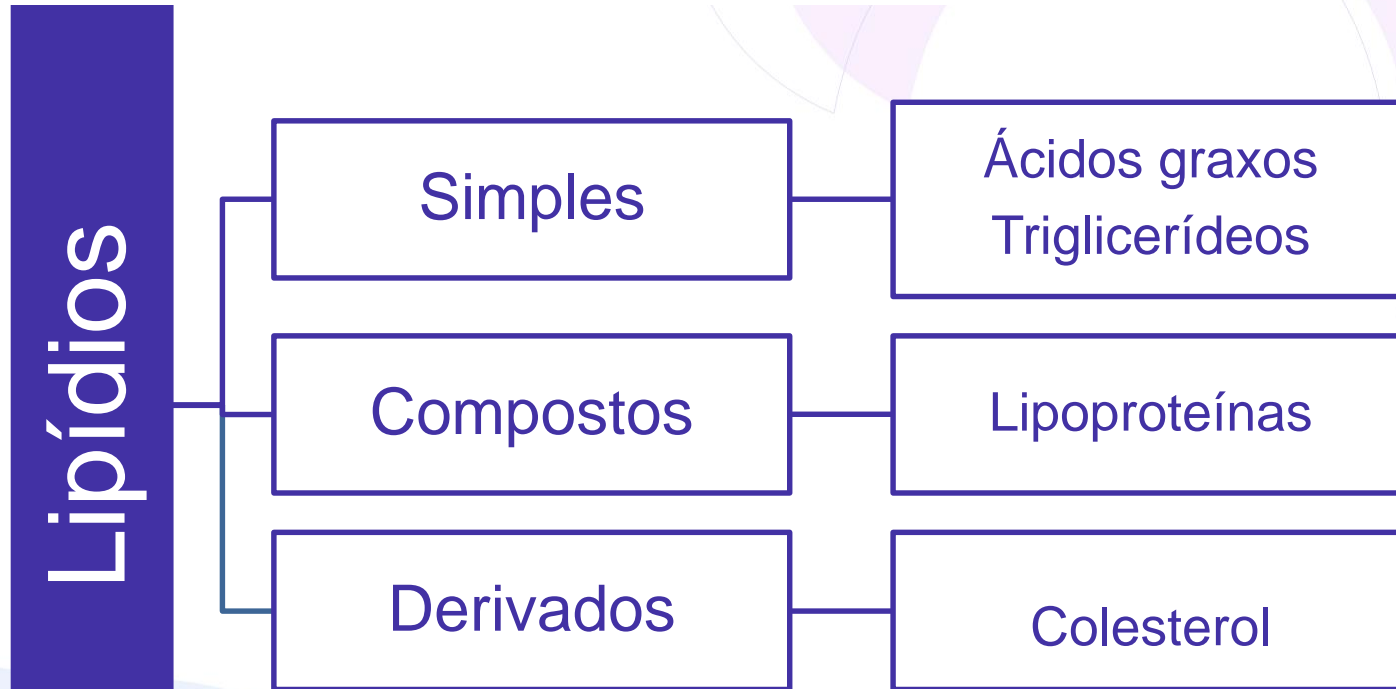 Lipídios
Simples
Ácidos graxos
Triglicerídeos
Compostos
Lipoproteínas
Derivados
Colesterol